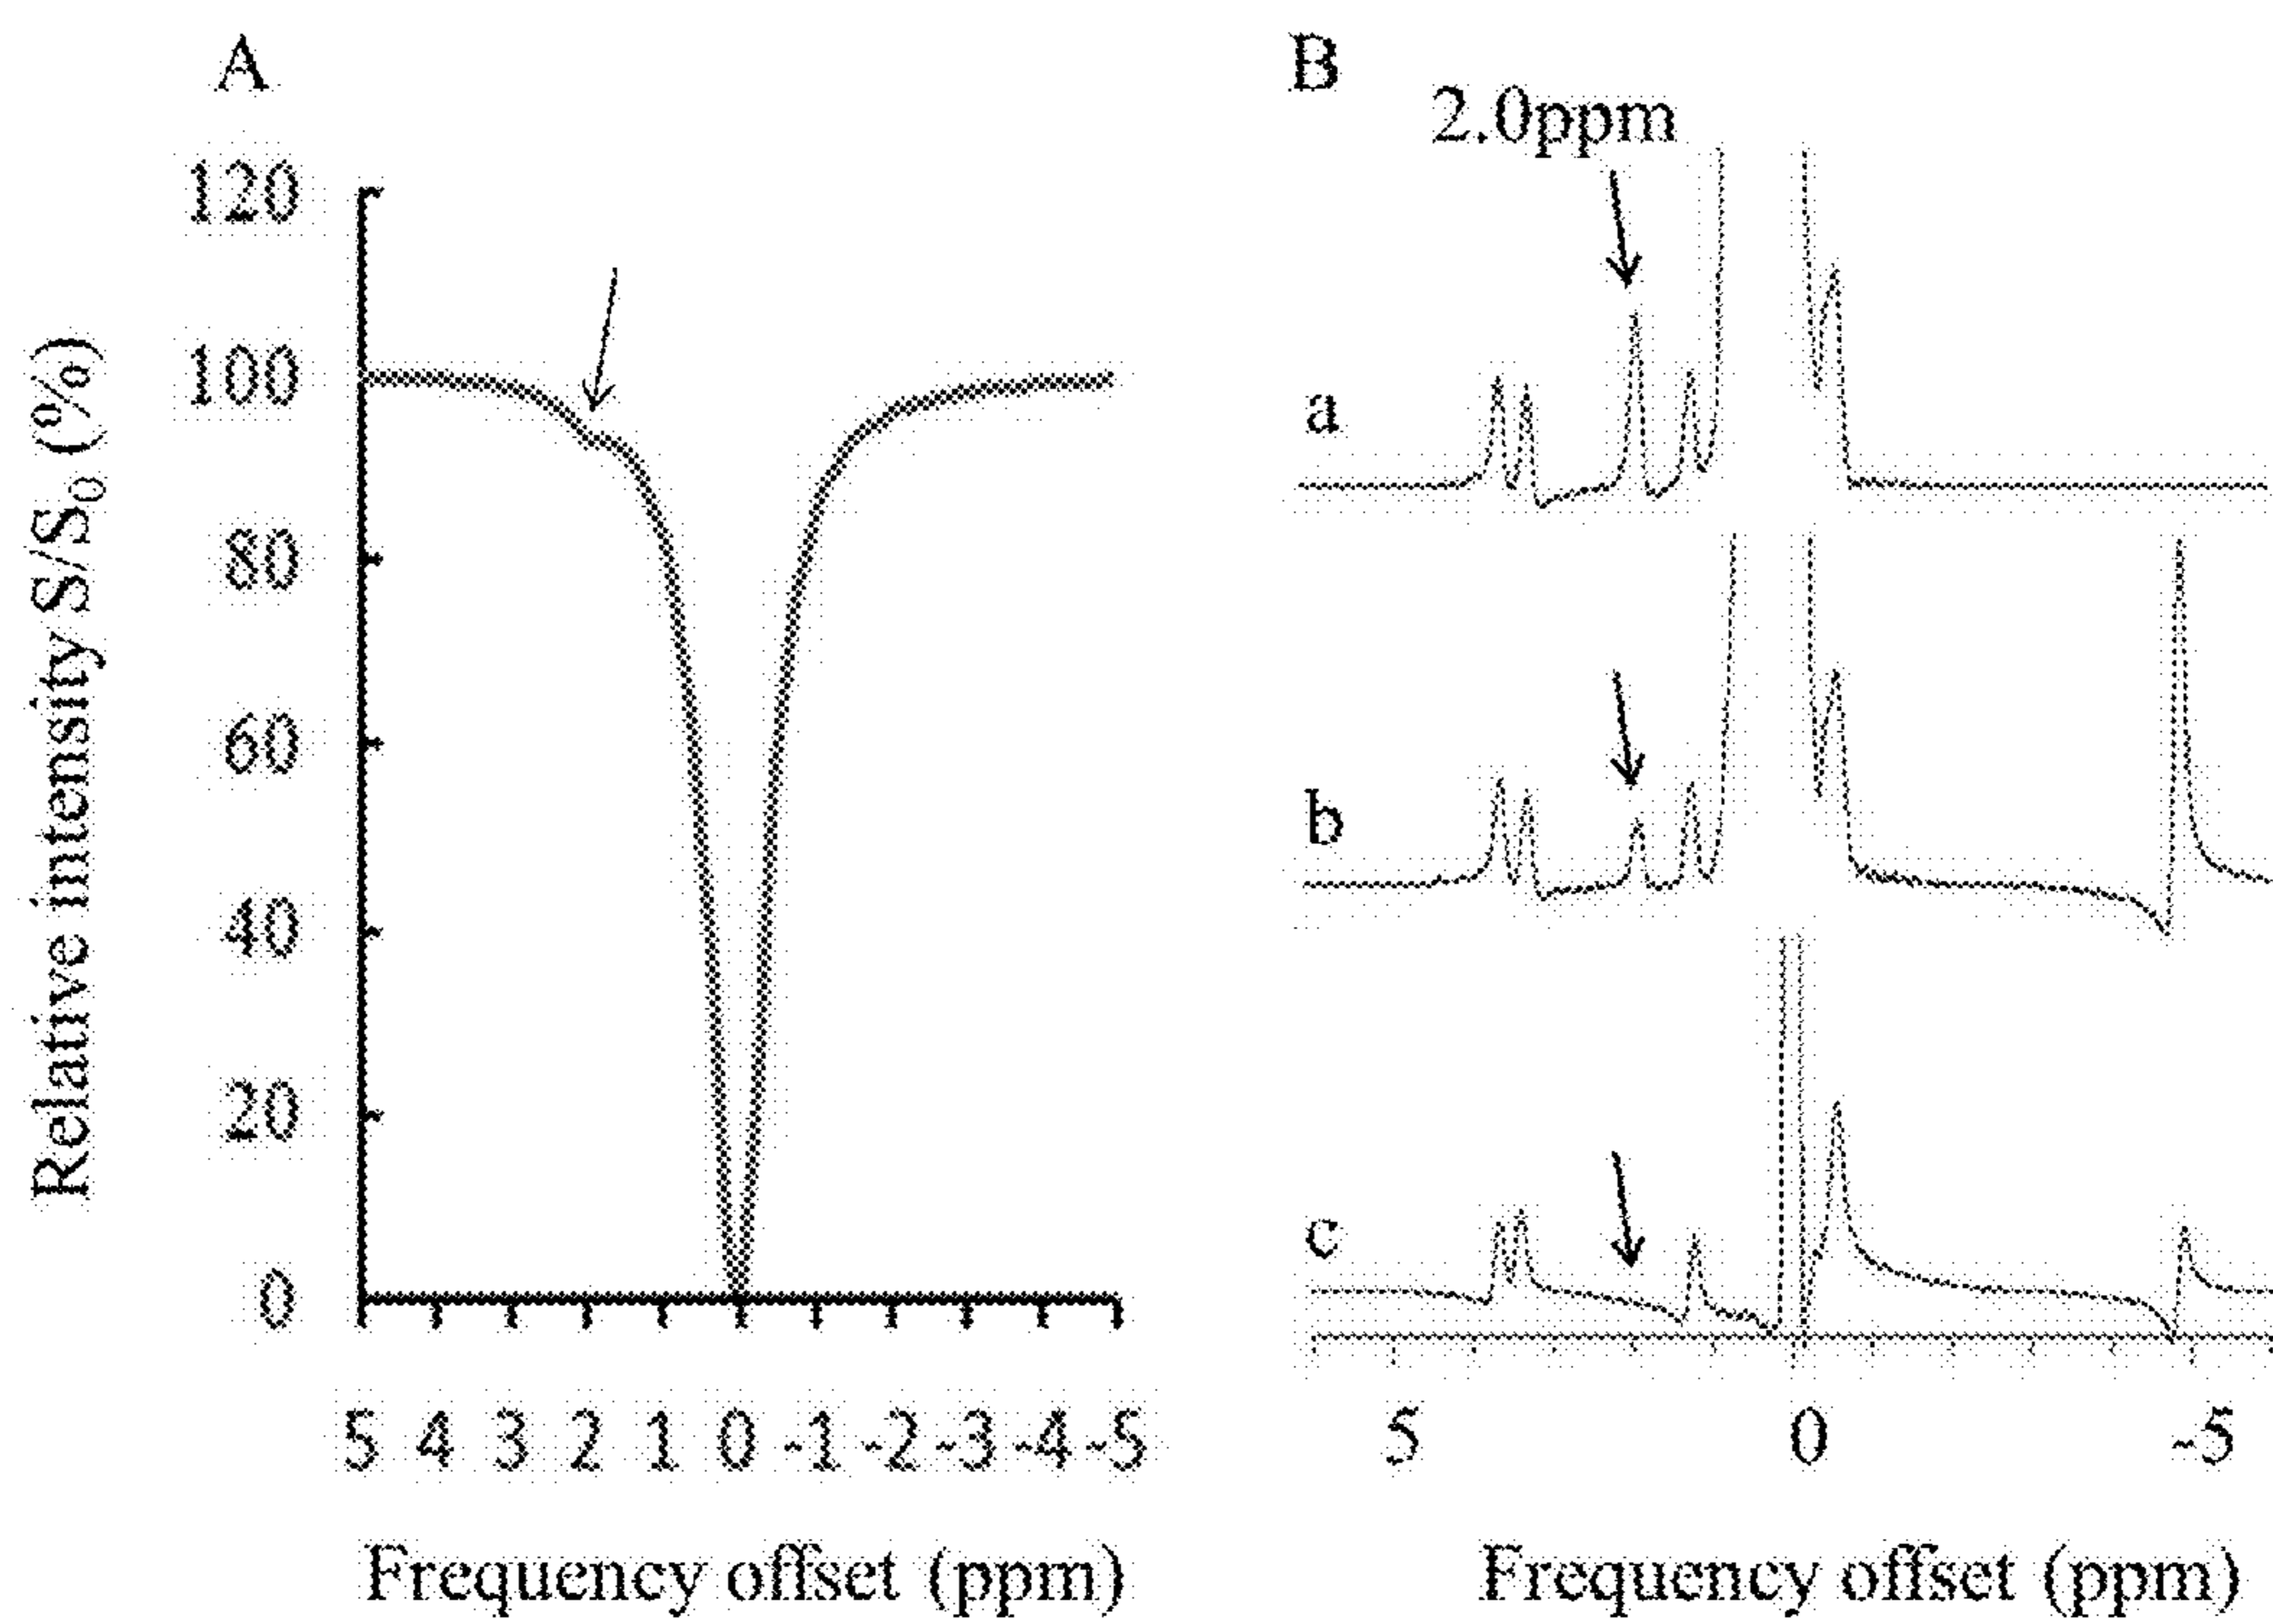 A
Relative intensity S/S0 (%)
120
100
80
60
40
20
0
5 4 3 2 1 0 -1 -2 -3 -4 -5
Frequency offset (ppm)
B
2.0ppm
a
b
c
5 0 -5
Frequency offset (ppm)